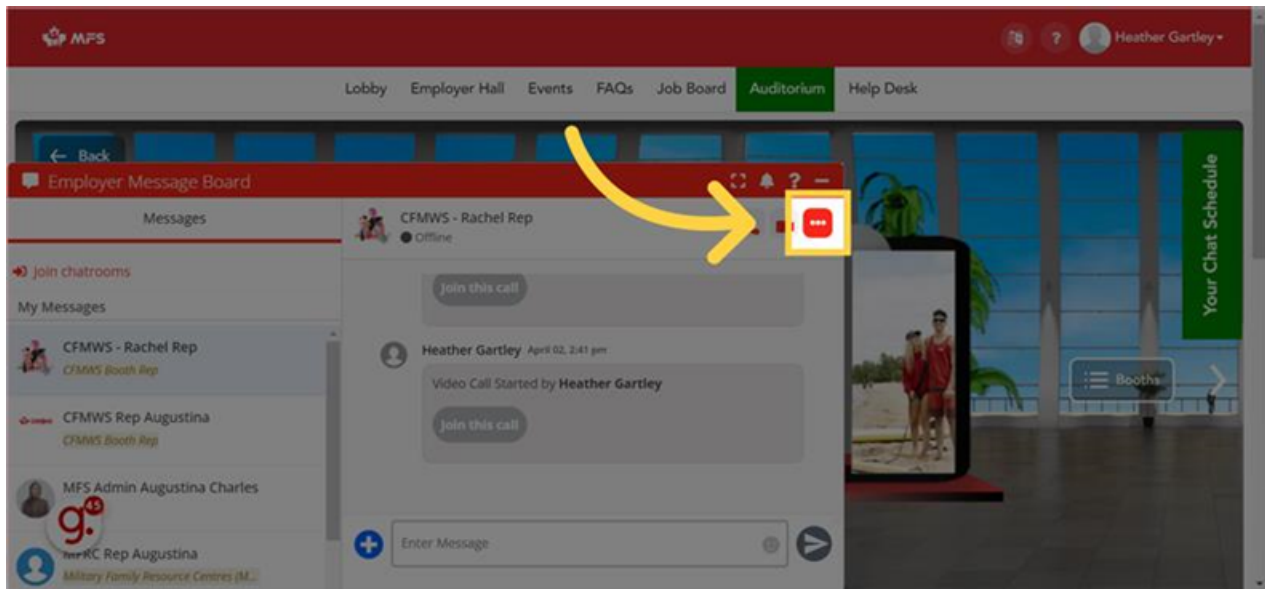 MFS
? Heather Gartley
Lobby Employer Hall Events FAQs Job Board Auditorium Help Desk
← Back
Your Chat Schedule
Employer Message Board
?
Messages
CFMWS - Rachel Rep
Offline
Join chatrooms
Join this call
My Messages
CFMWS - Rachel Rep
CFMWS Booth Rep
Heather Gartley April 02, 2:41 pm
Video Call Started by Heather Gartley
Join this call
Booths
CFMWS Rep Augustina
CFMWS Booth Rep
MFS Admin Augustina Charles
g. 45
MFRC Rep Augustina
Military Family Resource Centres (M...
Enter Message